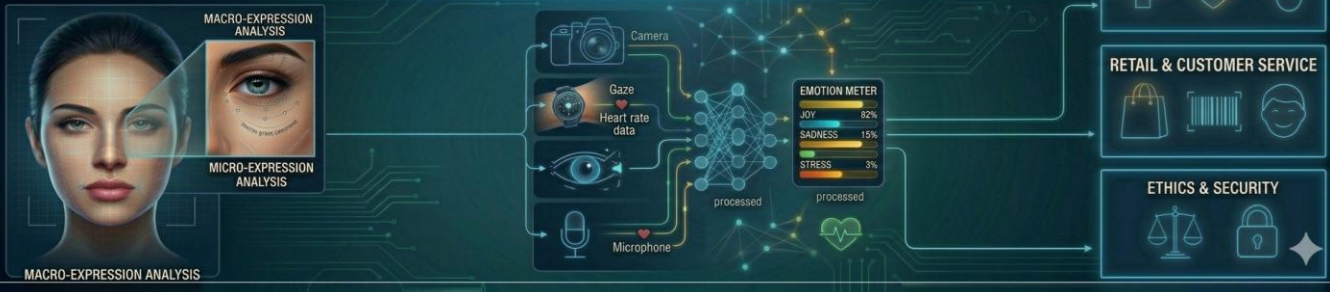 MACRO-EXPRESSION
ANALYSIS
MICRO-EXPRESSION
ANALYSIS
MACRO-EXPRESSION ANALYSIS
Camera
Gaze
Heart rate
data
Microphone
processed
EMOTION METER
JOY 82%
SADNESS 15%
STRESS 3%
processed
RETAIL & CUSTOMER SERVICE
ETHICS & SECURITY